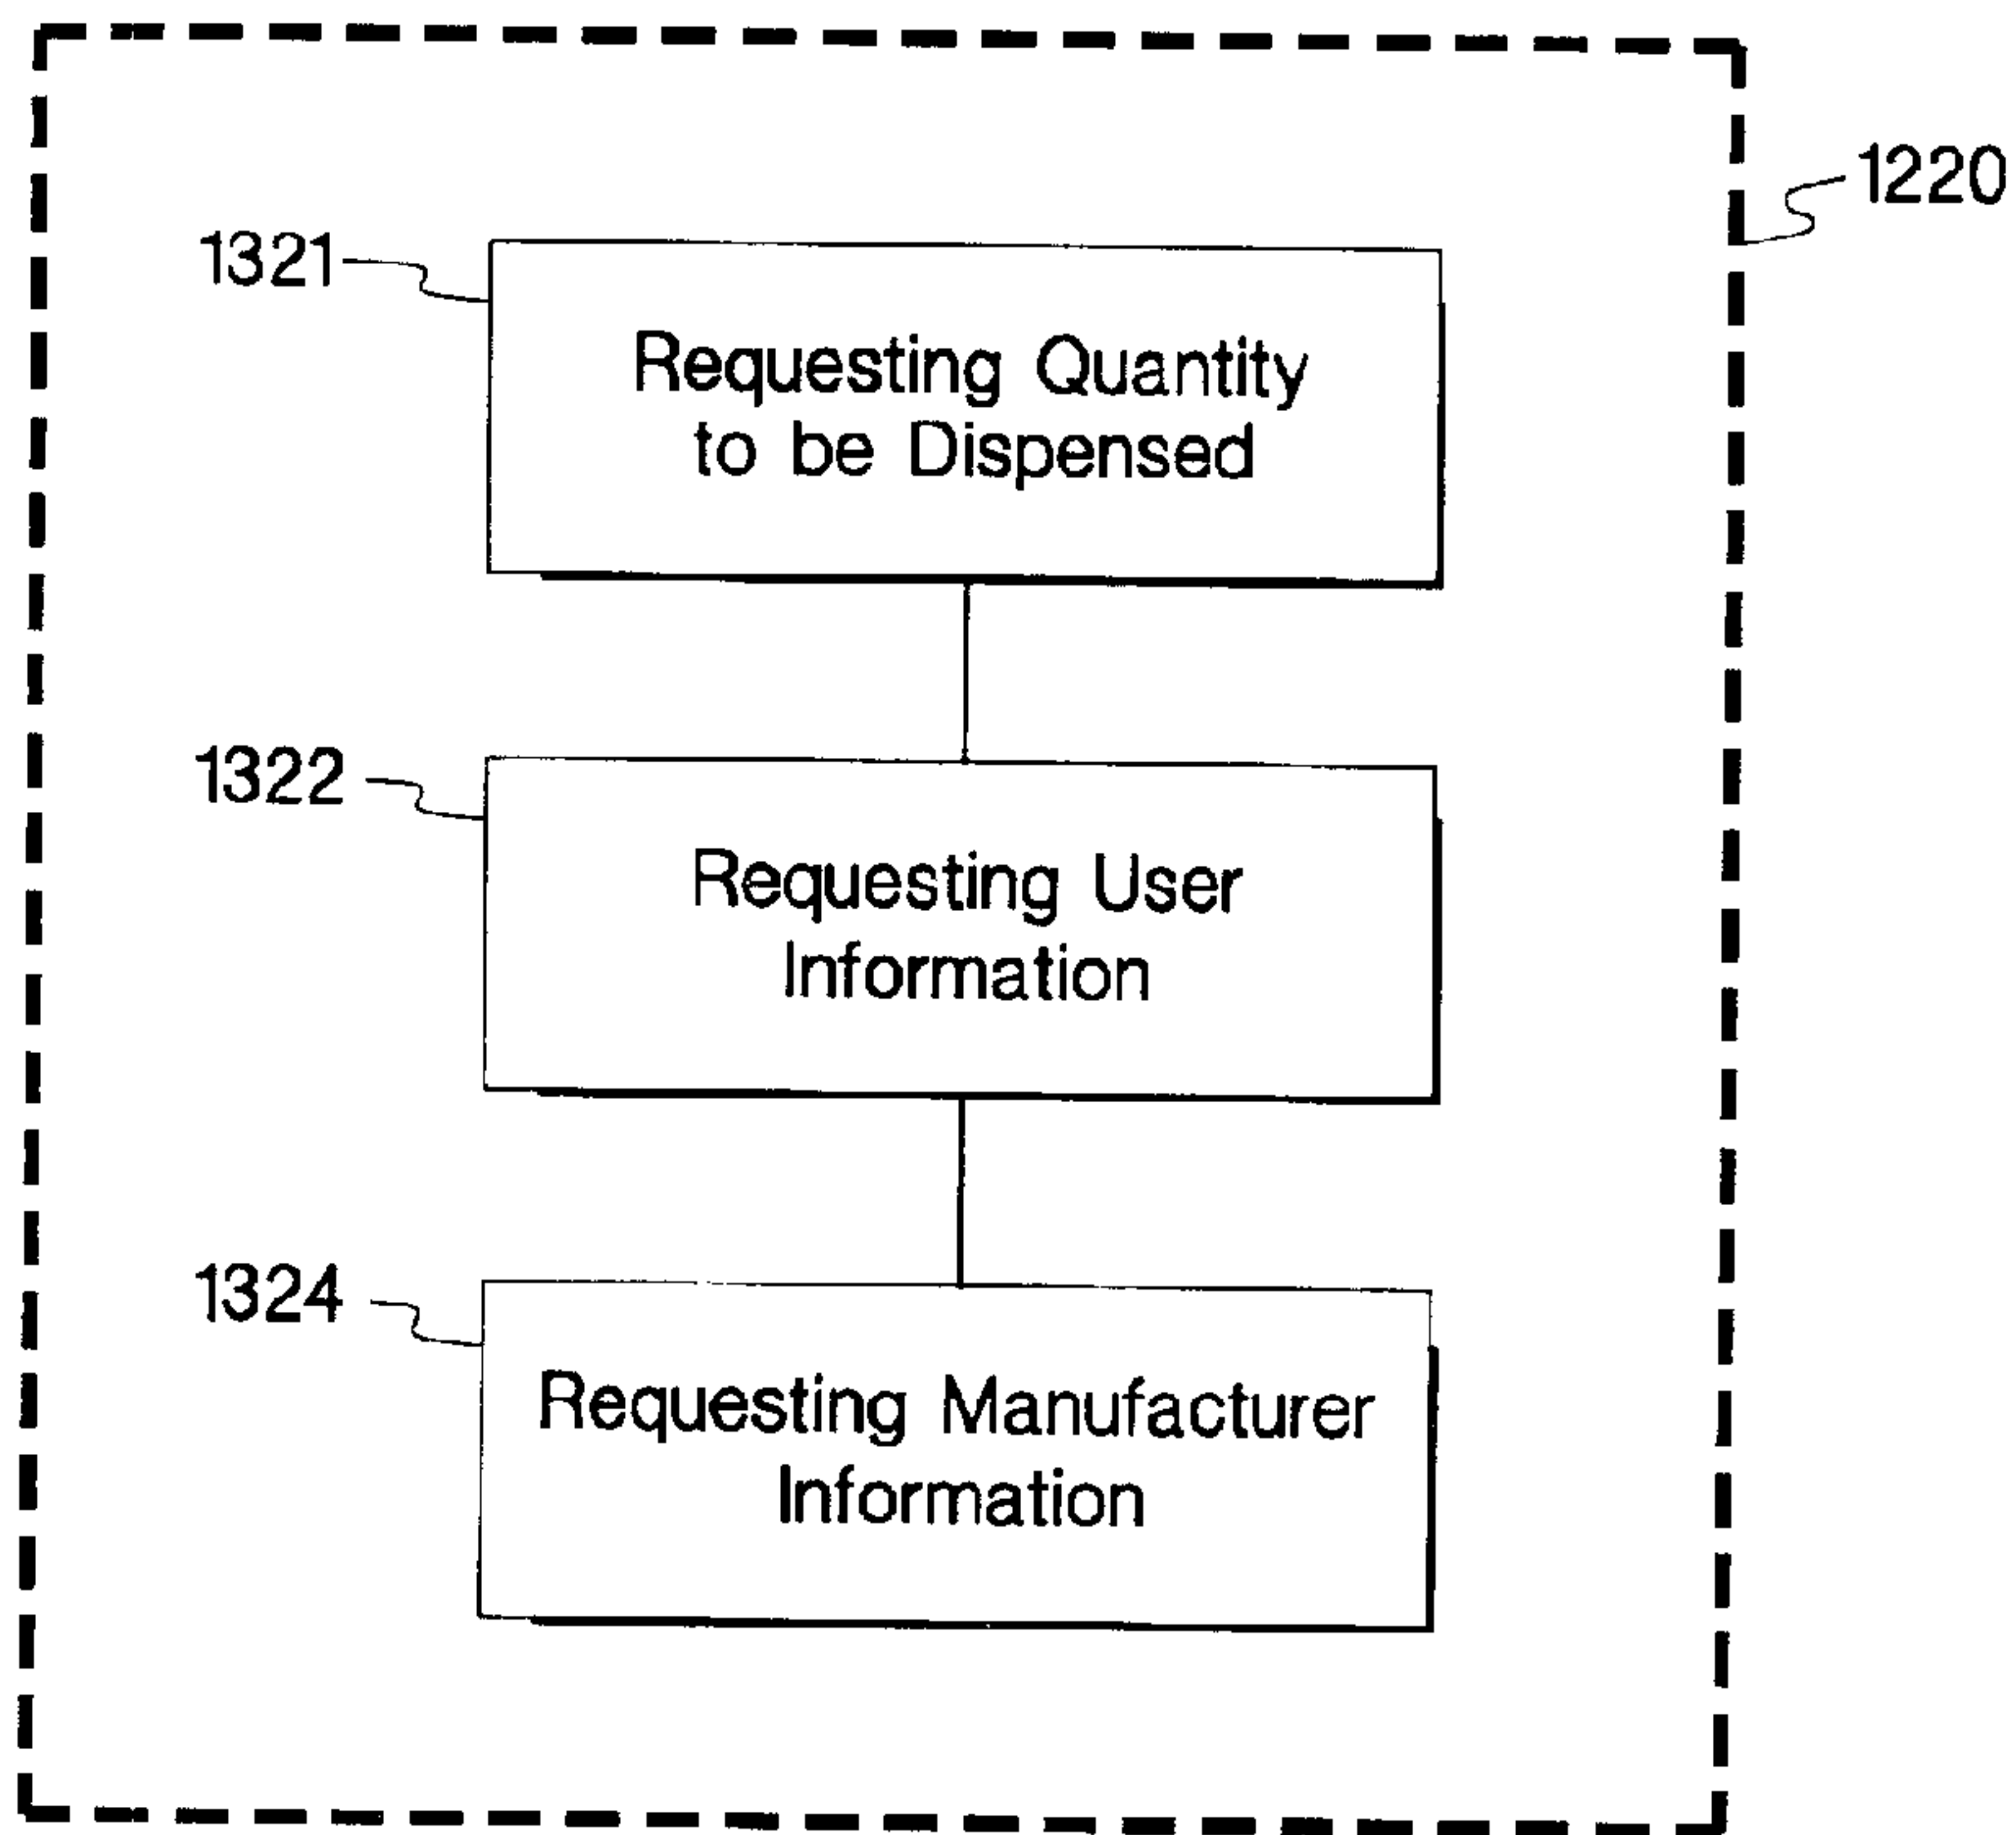 1220
1321
Requesting Quantity
to be Dispensed
1322
Requesting User
Information
1324
Requesting Manufacturer
Information